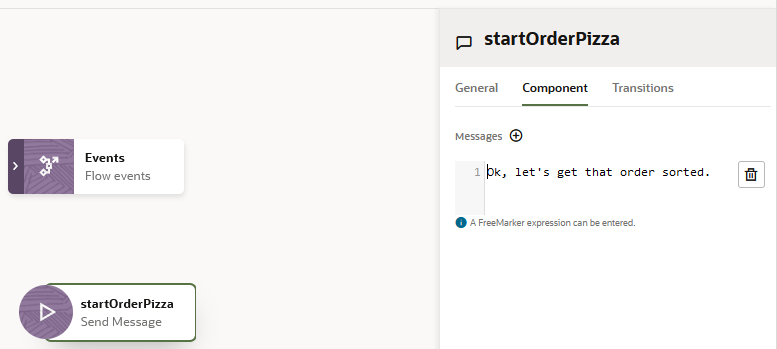 startOrderPizza
General Component Transitions
Messages
1 Ok, let's get that order sorted.
A FreeMarker expression can be entered.
Events
Flow events
startOrderPizza
Send Message